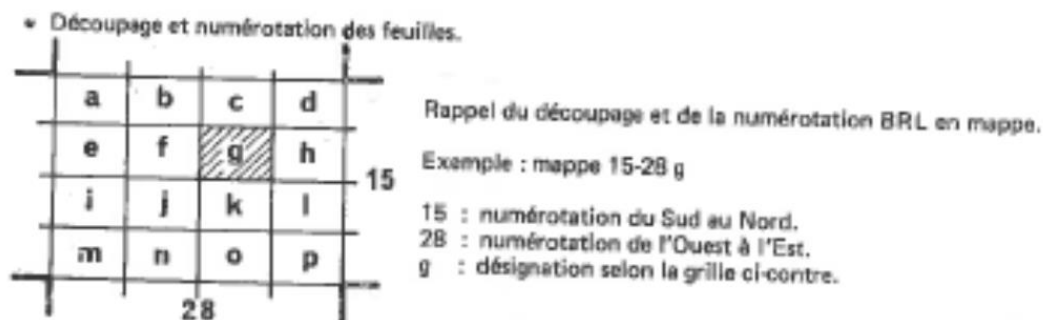 * Découpage et numérotation des feuilles.
a b c d
e f g h
i j k l
m n o p
15
28
Rappel du découpage et de la numérotation BRL en mappe.
Exemple : mappe 15-28 g
15 : numérotation du Sud au Nord.
28 : numérotation de l'Ouest à l'Est.
g : désignation selon la grille ci-contre.